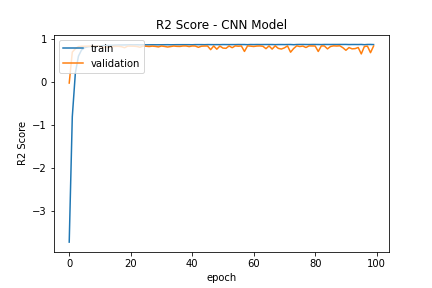 R2 Score - CNN Model
train
validation
R2 Score
1
0
−1
−2
−3
0
20
40
60
80
100
epoch